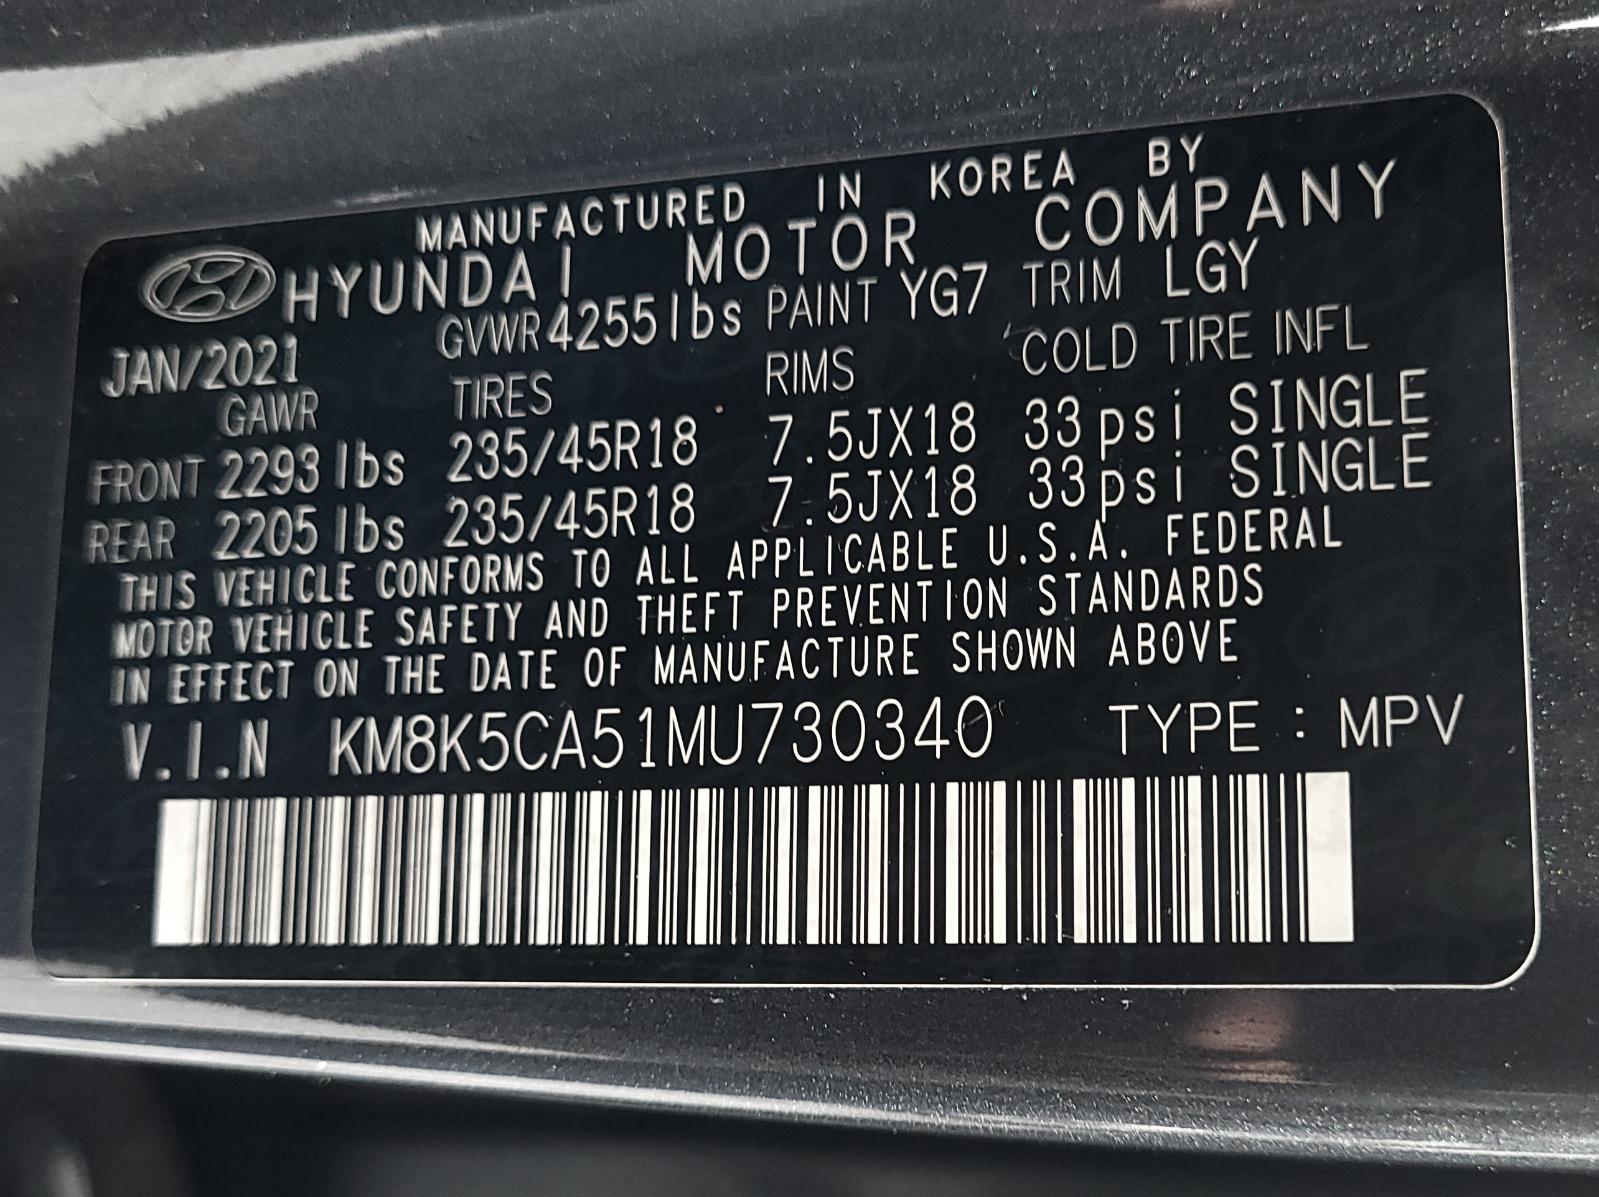 MANUFACTURED IN KOREA BY
HYUNDAI MOTOR COMPANY
JAN/2021 GVWR 4255 lbs PAINT YG7 TRIM LGY
GAWR TIRES RIMS COLD TIRE INFL
FRONT 2293 lbs 235/45R18 7.5JX18 33psi SINGLE
REAR 2205 lbs 235/45R18 7.5JX18 33psi SINGLE
THIS VEHICLE CONFORMS TO ALL APPLICABLE U.S.A. FEDERAL
MOTOR VEHICLE SAFETY AND THEFT PREVENTION STANDARDS
IN EFFECT ON THE DATE OF MANUFACTURE SHOWN ABOVE
V.I.N KM8K5CA51MU730340 TYPE : MPV